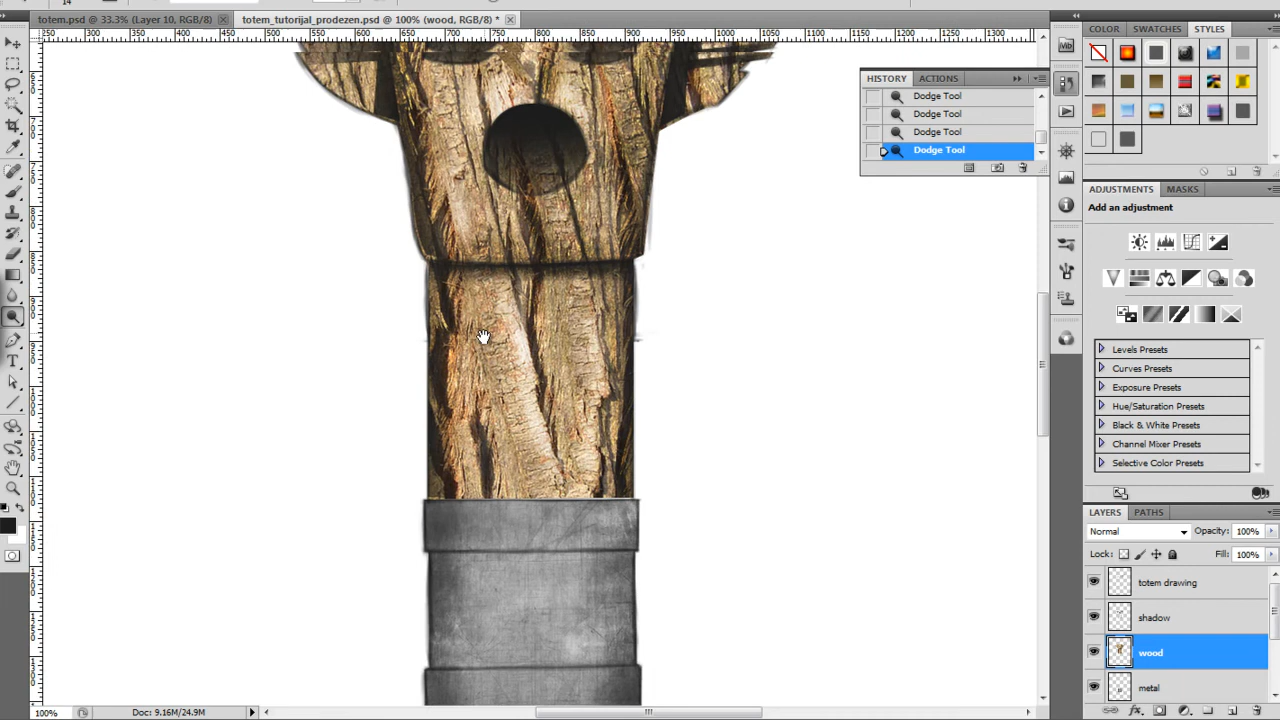 14
totem.psd @ 33.3% (Layer 10, RGB/8)
totem_tutorijal_prodezen.psd @ 100% (wood, RGB/8) *
250 300 350 400 450 500 550 600 650 700 750 800 850 900 950 1000 1050 1100 1150 1200 1250 1300
HISTORY ACTIONS
Dodge Tool
Dodge Tool
Dodge Tool
Dodge Tool
COLOR SWATCHES STYLES
ADJUSTMENTS MASKS
Add an adjustment
Levels Presets
Curves Presets
Exposure Presets
Hue/Saturation Presets
Black & White Presets
Channel Mixer Presets
Selective Color Presets
LAYERS PATHS
Normal Opacity: 100%
Lock: Fill: 100%
totem drawing
shadow
wood
metal
100% Doc: 9.16M/24.9M